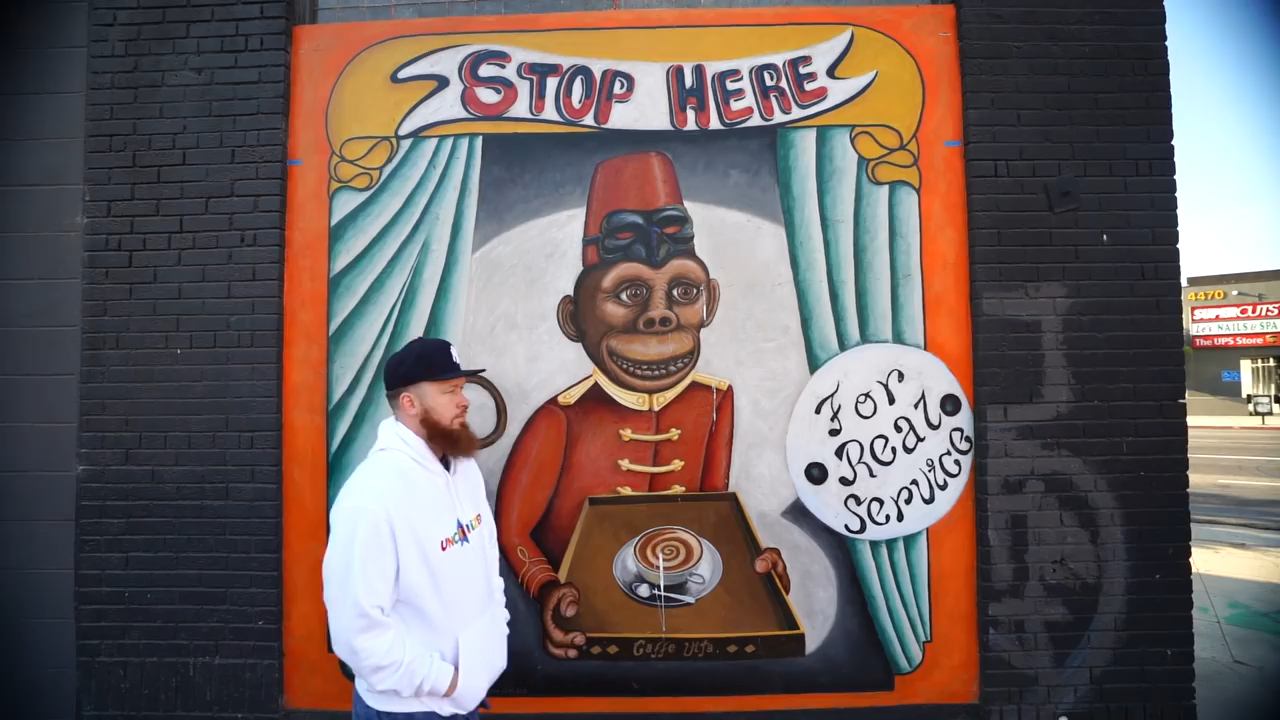 STOP HERE
For
Real
Service
Caffe Vita.
4470
SUPERCUTS
Le's NAILS & SPA
The UPS Store